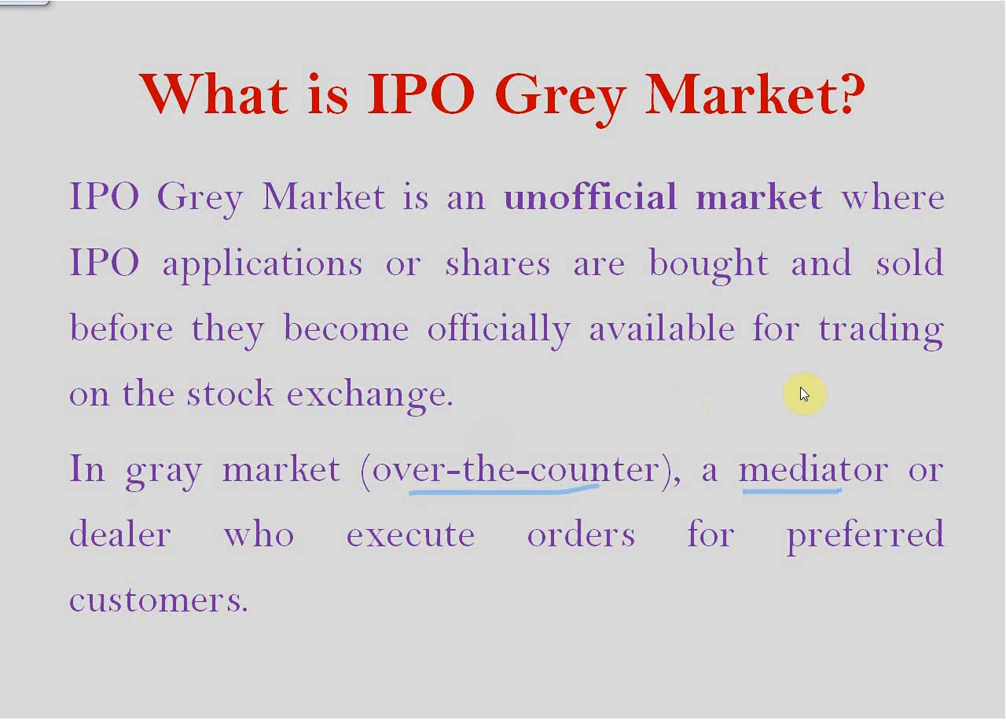 What is IPO Grey Market?
IPO Grey Market is an unofficial market where
IPO applications or shares are bought and sold
before they become officially available for trading
on the stock exchange.
In gray market (over-the-counter), a mediator or
dealer who execute orders for preferred
customers.